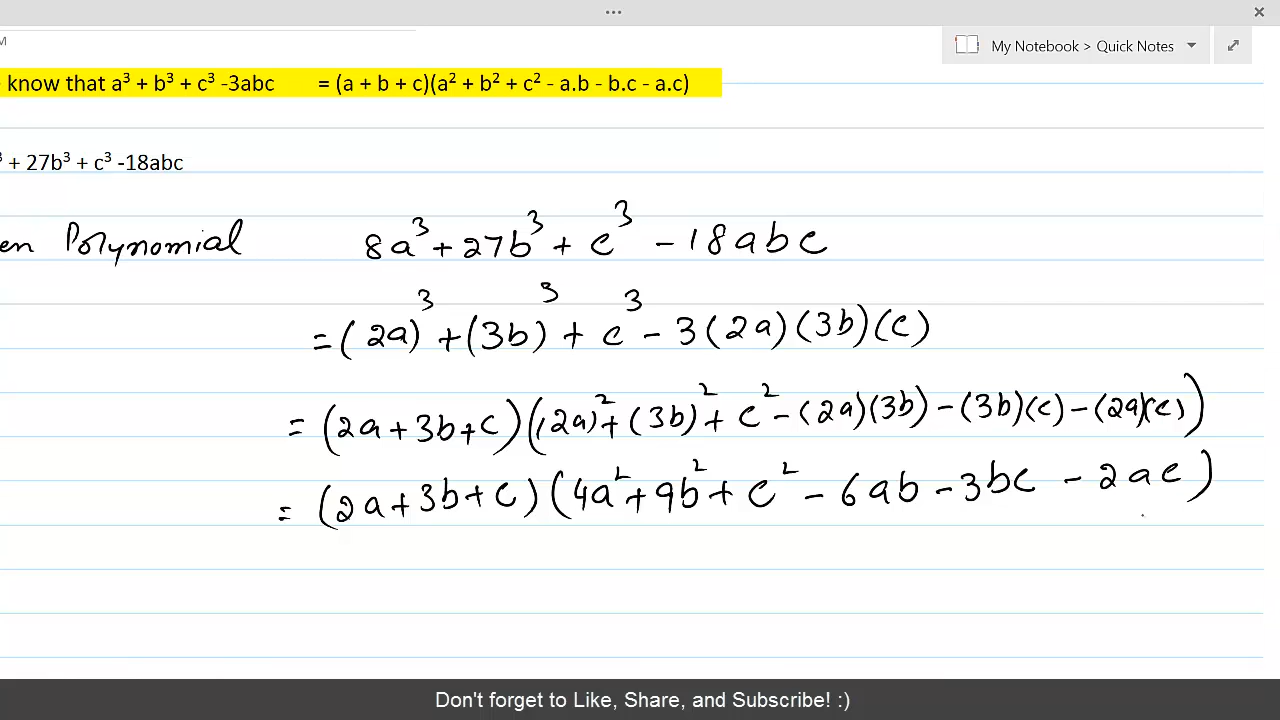 My Notebook > Quick Notes
M
know that a³ + b³ + c³ -3abc = (a + b + c)(a² + b² + c² - a.b - b.c - a.c)
³ + 27b³ + c³ -18abc
en Polynomial 8a³ + 27b³ + c³ - 18abc
= (2a)³ + (3b)³ + c³ - 3(2a)(3b)(c)
= (2a + 3b + c)((2a)² + (3b)² + c² - (2a)(3b) - (3b)(c) - (2a)(c))
= (2a + 3b + c)(4a² + 9b² + c² - 6ab - 3bc - 2ac)
Don't forget to Like, Share, and Subscribe! :)